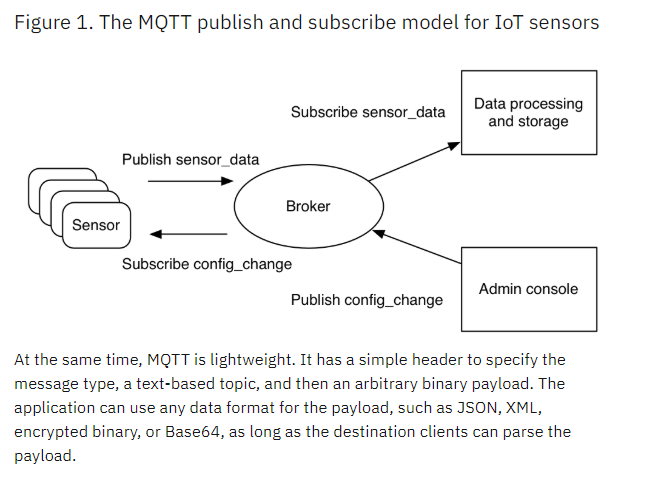 Figure 1. The MQTT publish and subscribe model for IoT sensors
Subscribe sensor_data
Data processing
and storage
Publish sensor_data
Broker
Sensor
Subscribe config_change
Publish config_change
Admin console
At the same time, MQTT is lightweight. It has a simple header to specify the
message type, a text-based topic, and then an arbitrary binary payload. The
application can use any data format for the payload, such as JSON, XML,
encrypted binary, or Base64, as long as the destination clients can parse the
payload.